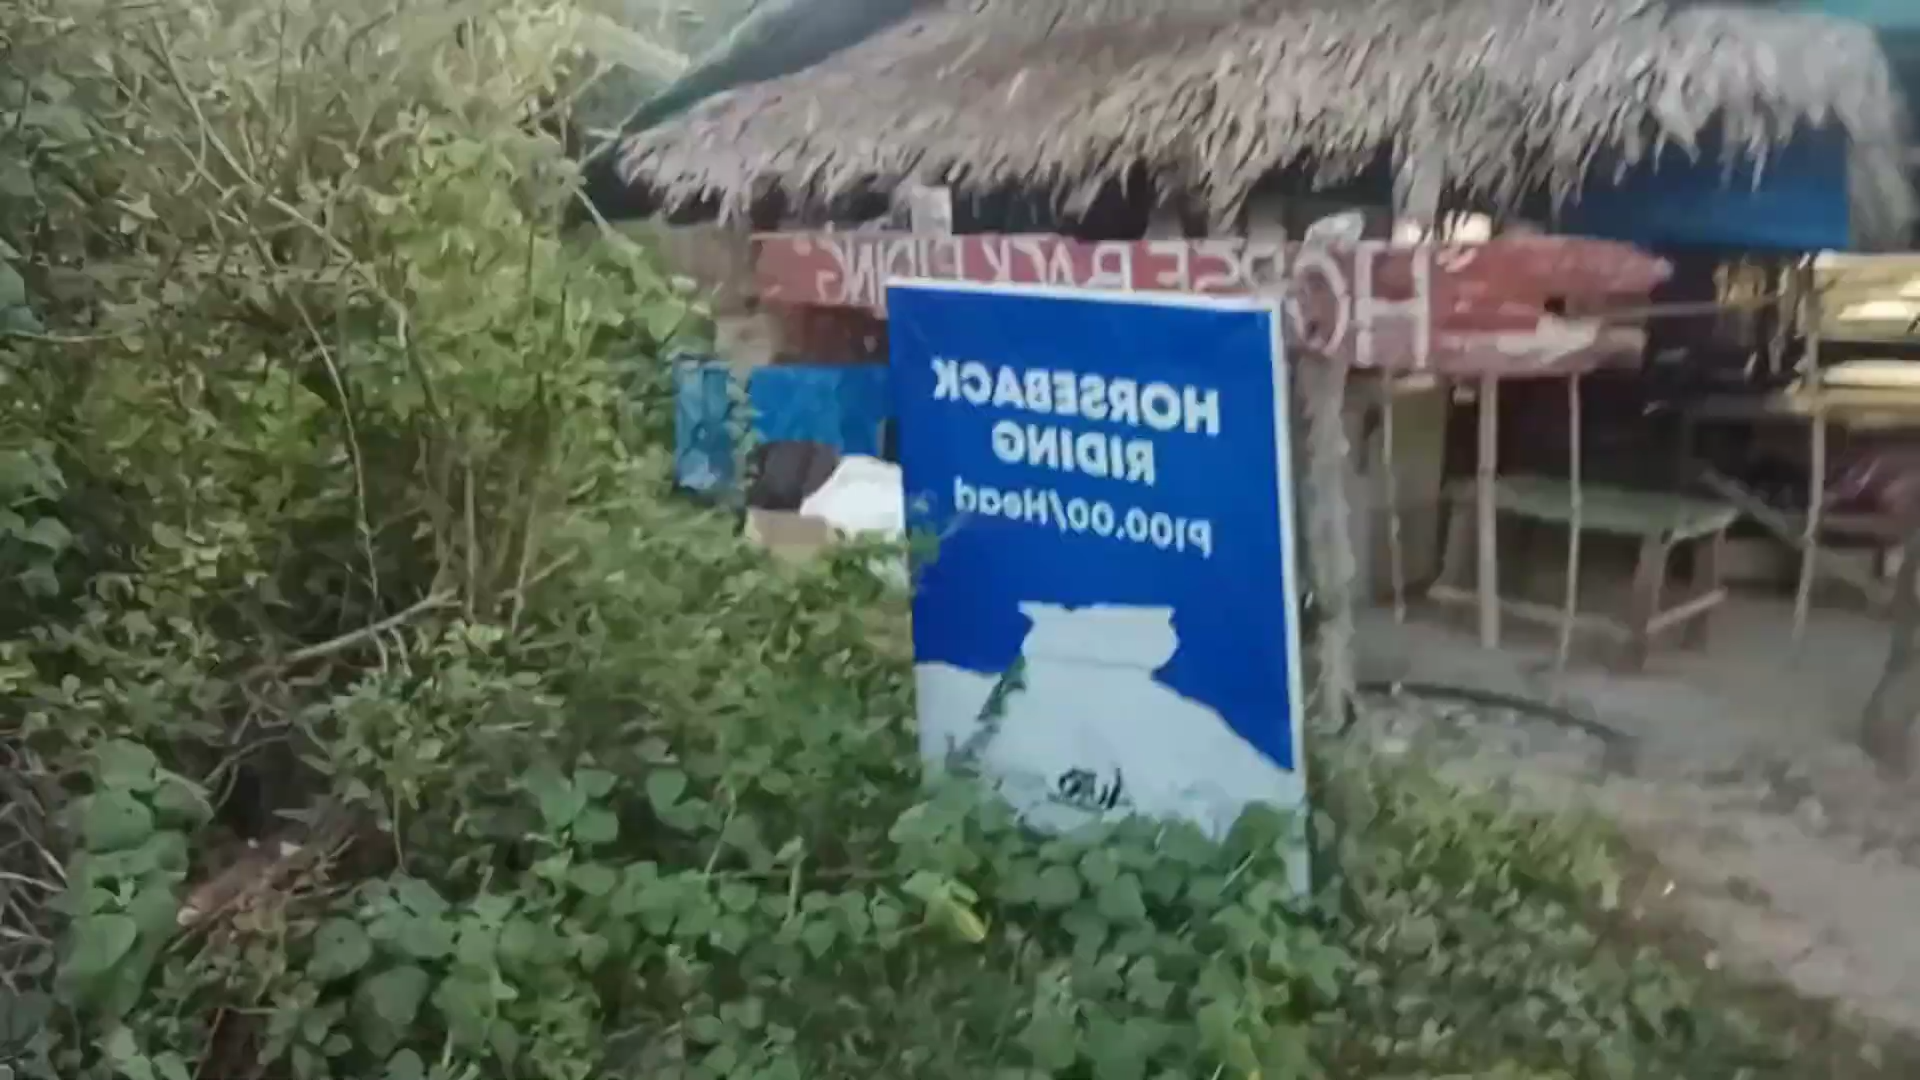 HORSE BACK RIDING
HORSEBACK
RIDING
P100.00/Head